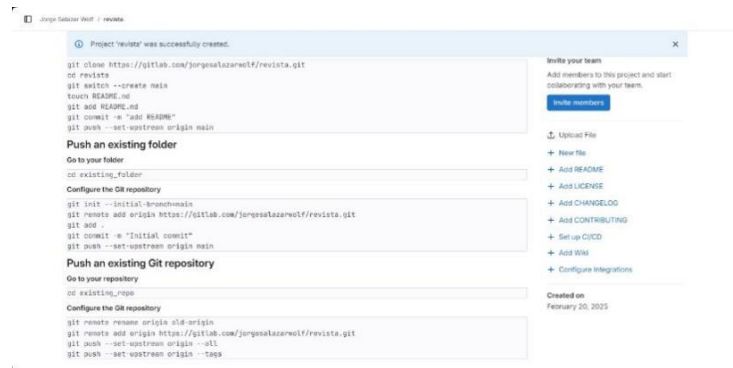 Jorge Salazar Wolf / revista
Project 'revista' was successfully created.
git clone https://gitlab.com/jorgesalazarwolf/revista.git
cd revista
git switch --create main
touch README.md
git add README.md
git commit -m "add README"
git push --set-upstream origin main
Push an existing folder
Go to your folder
cd existing_folder
Configure the Git repository
git init --initial-branch=main
git remote add origin https://gitlab.com/jorgesalazarwolf/revista.git
git add .
git commit -m "Initial commit"
git push --set-upstream origin main
Push an existing Git repository
Go to your repository
cd existing_repo
Configure the Git repository
git remote rename origin old-origin
git remote add origin https://gitlab.com/jorgesalazarwolf/revista.git
git push --set-upstream origin --all
git push --set-upstream origin --tags
Invite your team
Add members to this project and start
collaborating with your team.
Invite members
Upload File
+ New file
+ Add README
+ Add LICENSE
+ Add CHANGELOG
+ Add CONTRIBUTING
+ Set up CI/CD
+ Add Wiki
+ Configure Integrations
Created on
February 20, 2025